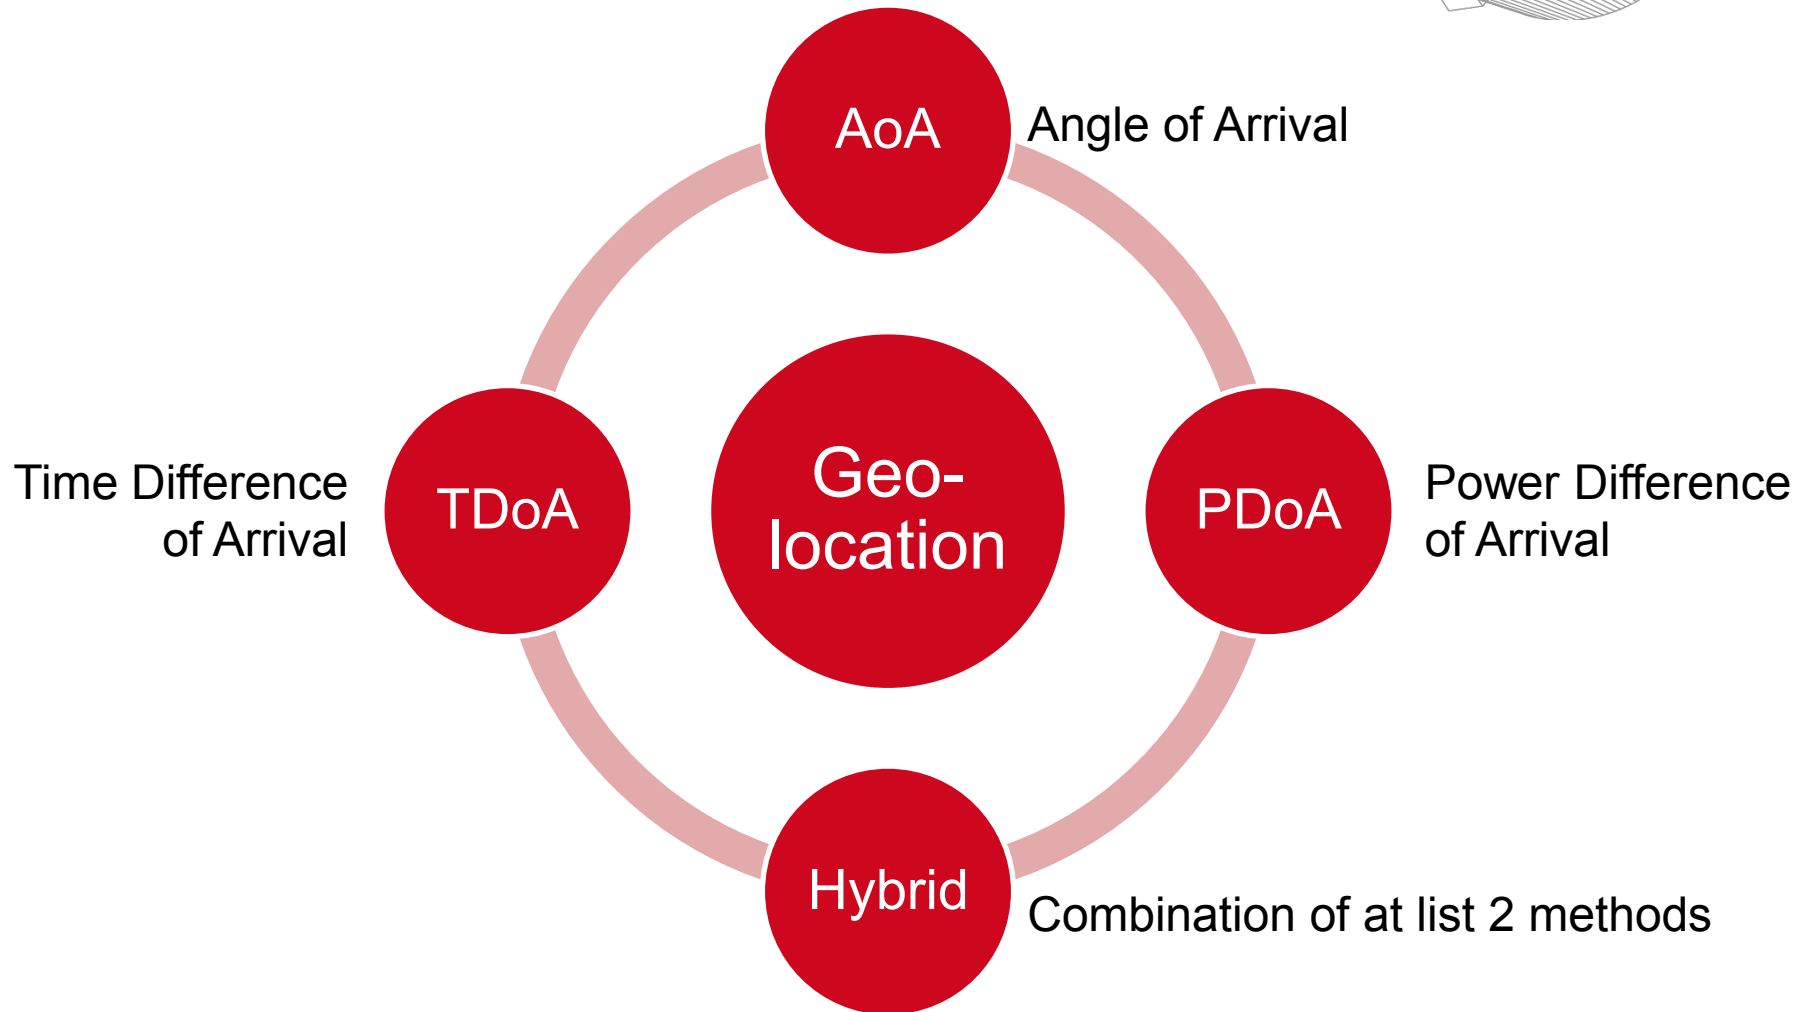 AoA
Angle of Arrival
Time Difference
of Arrival
TDoA
Geo-
location
PDoA
Power Difference
of Arrival
Hybrid
Combination of at list 2 methods